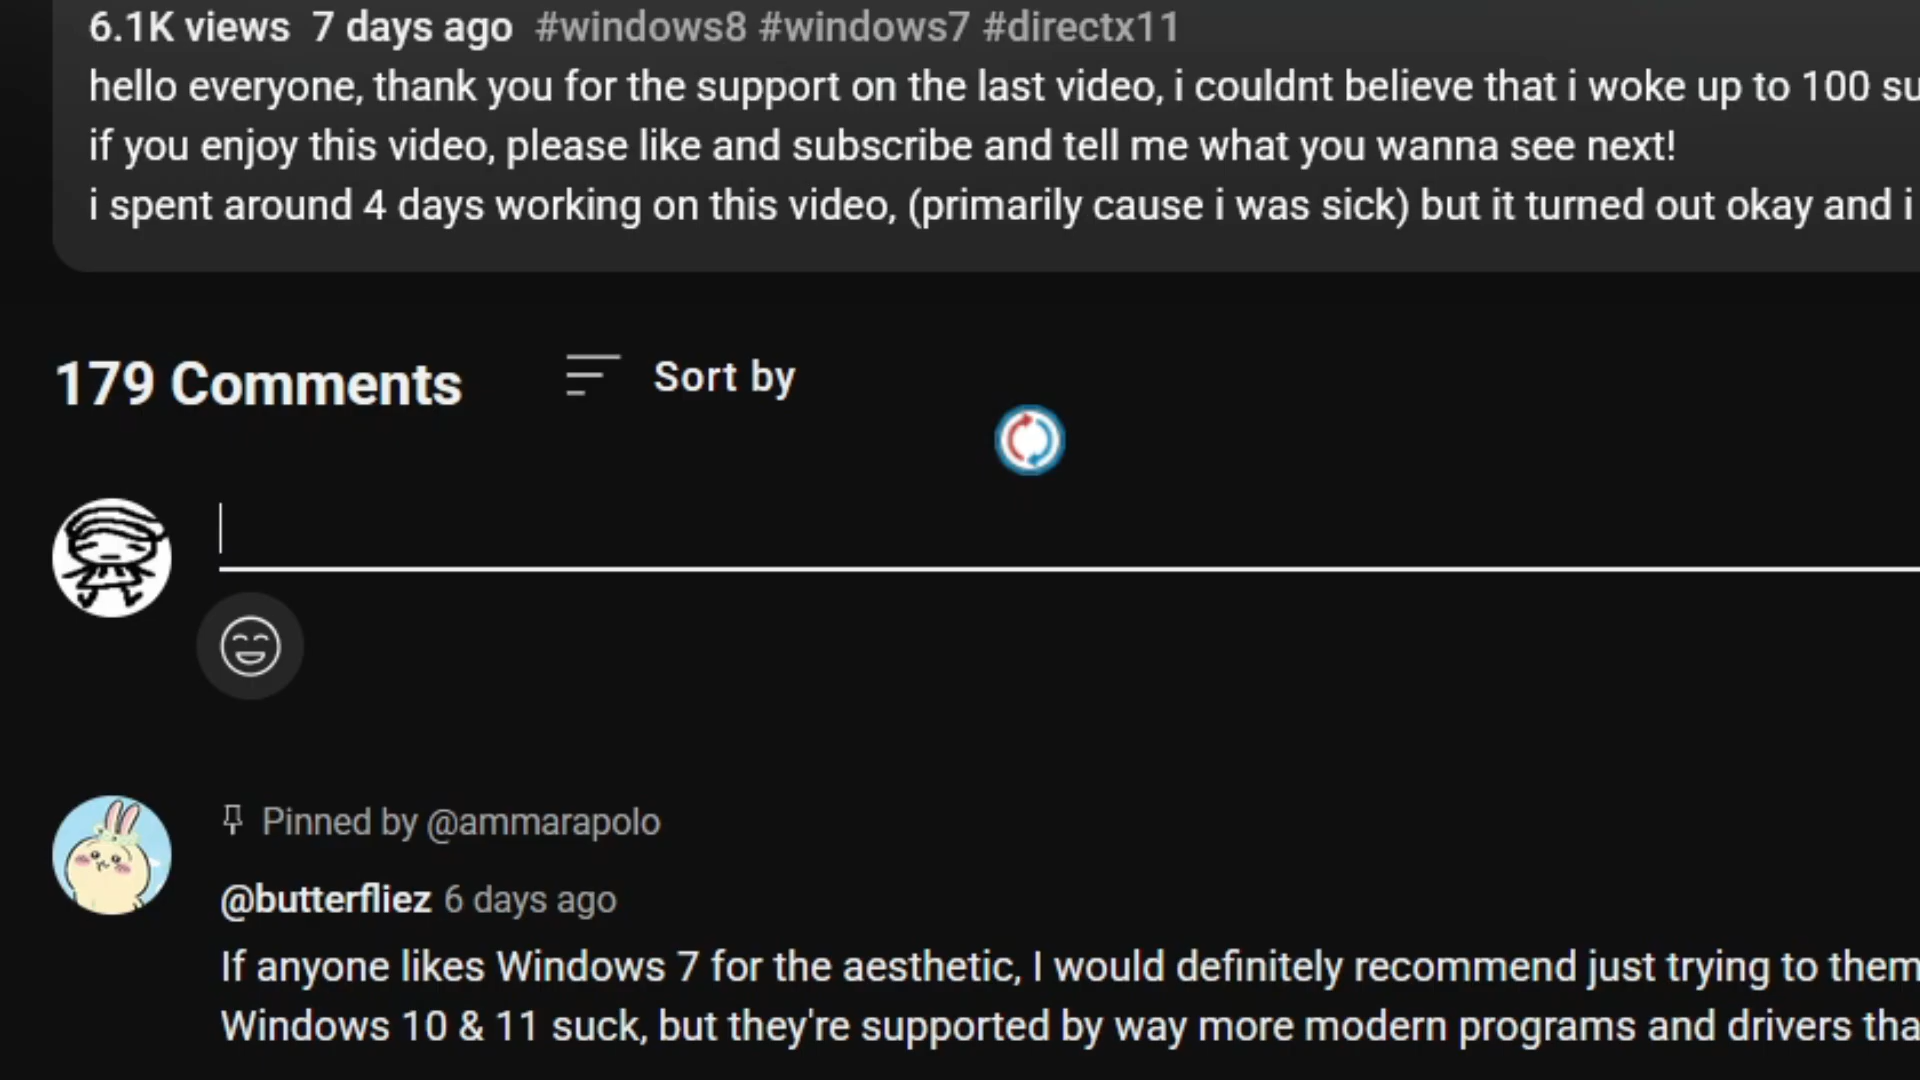 6.1K views 7 days ago #windows8 #windows7 #directx11
hello everyone, thank you for the support on the last video, i couldnt believe that i woke up to 100 su
if you enjoy this video, please like and subscribe and tell me what you wanna see next!
i spent around 4 days working on this video, (primarily cause i was sick) but it turned out okay and i
179 Comments
Sort by
Pinned by @ammarapolo
@butterfliez 6 days ago
If anyone likes Windows 7 for the aesthetic, I would definitely recommend just trying to them
Windows 10 & 11 suck, but they're supported by way more modern programs and drivers tha